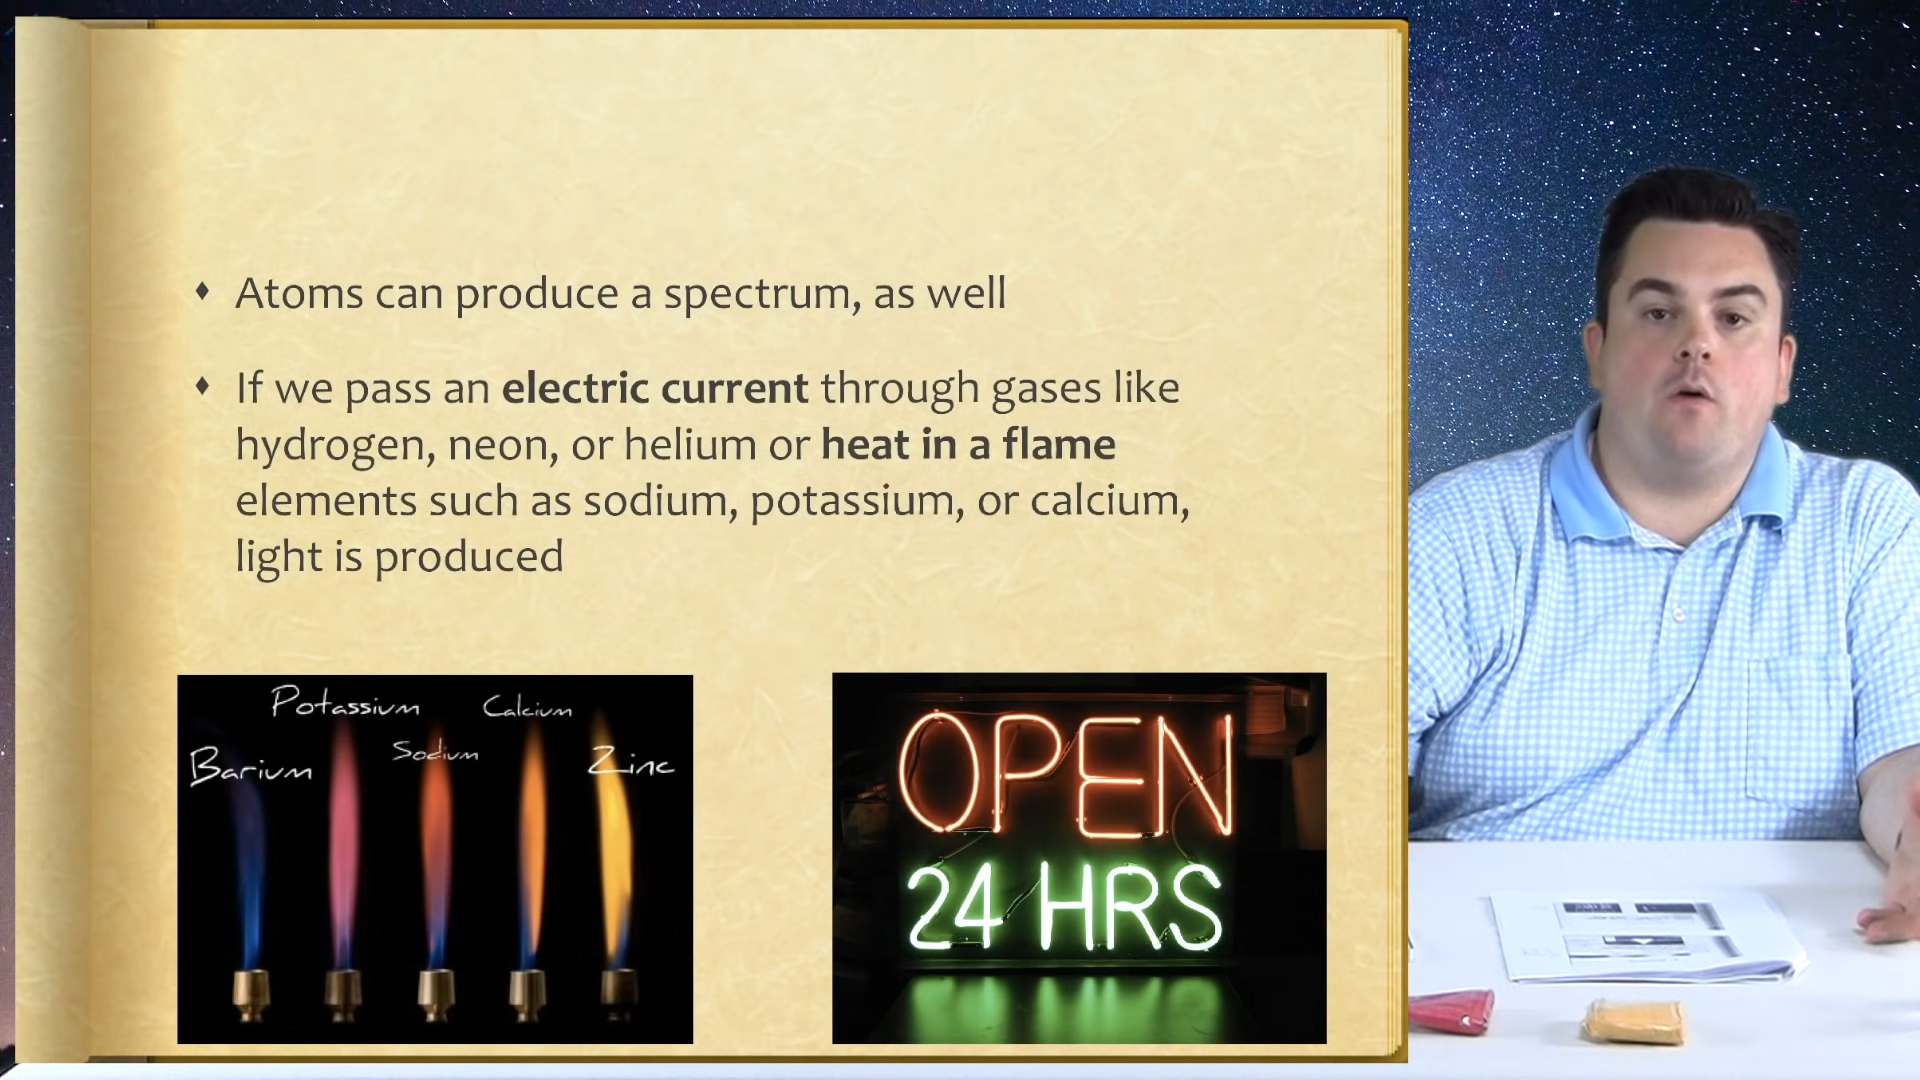 Atoms can produce a spectrum, as well
If we pass an electric current through gases like
hydrogen, neon, or helium or heat in a flame
elements such as sodium, potassium, or calcium,
light is produced
Potassium
Calcium
Sodium
Barium
Zinc
OPEN
24 HRS